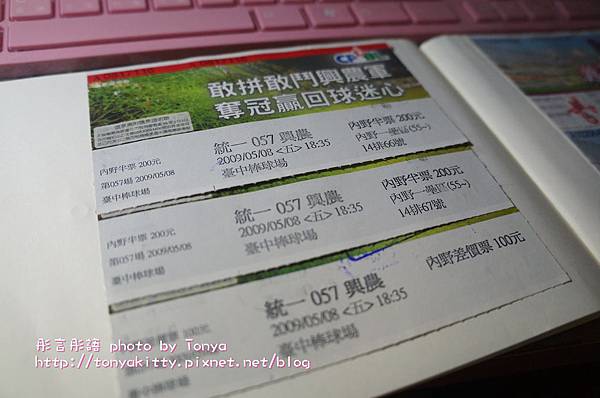 敢拼敢鬥興農軍
奪冠贏回球迷心
內野半票 200元
第057場 2009/05/08
臺中棒球場
統一 057 興農
2009/05/08 <五> 18:35
臺中棒球場
內野半票 200元
內野一壘區(55~)
14排66號
內野半票 200元
第057場 2009/05/08
臺中棒球場
統一 057 興農
2009/05/08 <五> 18:35
臺中棒球場
內野半票 200元
內野一壘區(55~)
14排67號
統一 057 興農
2009/05/08 <五> 18:35
臺中棒球場
內野差價票 100元
彤言彤語 photo by Tonya
http://tonyakitty.pixnet.net/blog